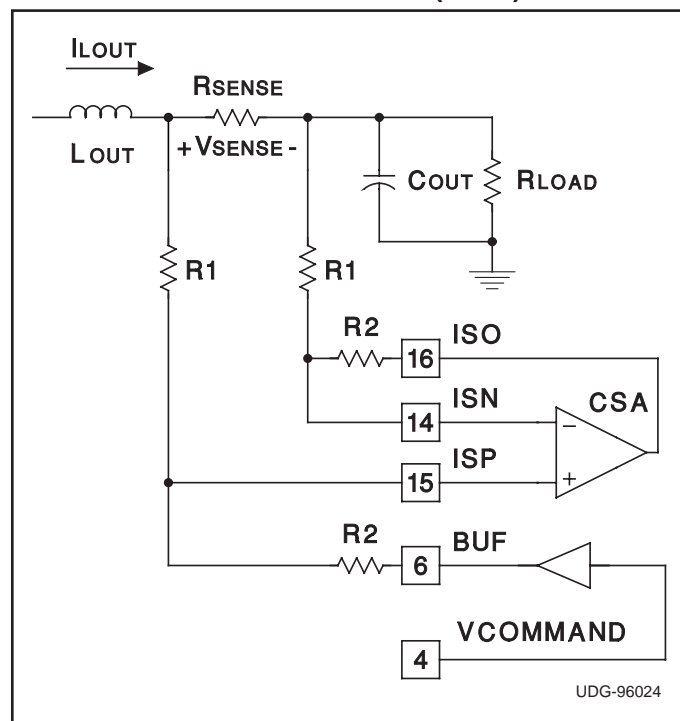 ILOUT
RSENSE
LOUT
+VSENSE-
COUT
RLOAD
R1
R1
R2
ISO
16
ISN
14
CSA
−
ISP
15
+
R2
BUF
6
VCOMMAND
4
UDG-96024